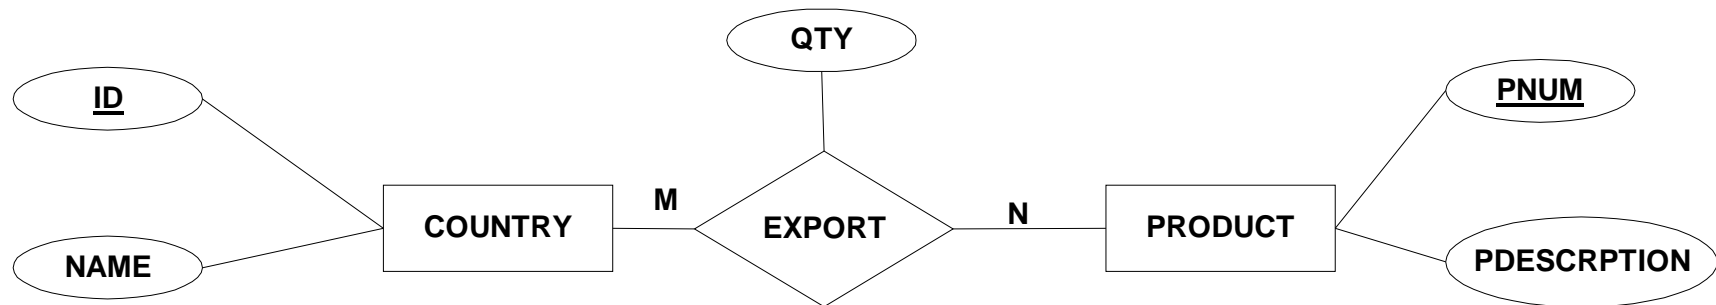 QTY
ID
PNUM
M
N
COUNTRY
EXPORT
PRODUCT
NAME
PDESCRPTION